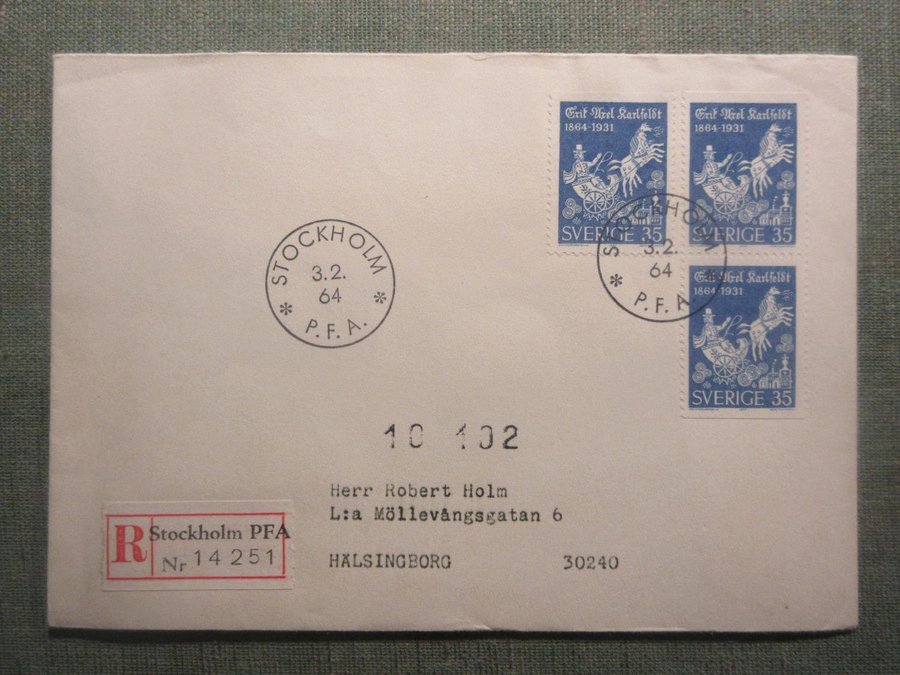 Erik Axel Karlfeldt
1864-1931
SVERIGE 35
Erik Axel Karlfeldt
1864-1931
SVERIGE 35
Erik Axel Karlfeldt
1864-1931
SVERIGE 35
STOCKHOLM
3.2.
64
* P.F.A. *
STOCKHOLM
3.2.
64
* P.F.A. *
10 102
Herr Robert Holm
L:a Möllevångsgatan 6
HÄLSINGBORG 30240
R Stockholm PFA
Nr 14 251